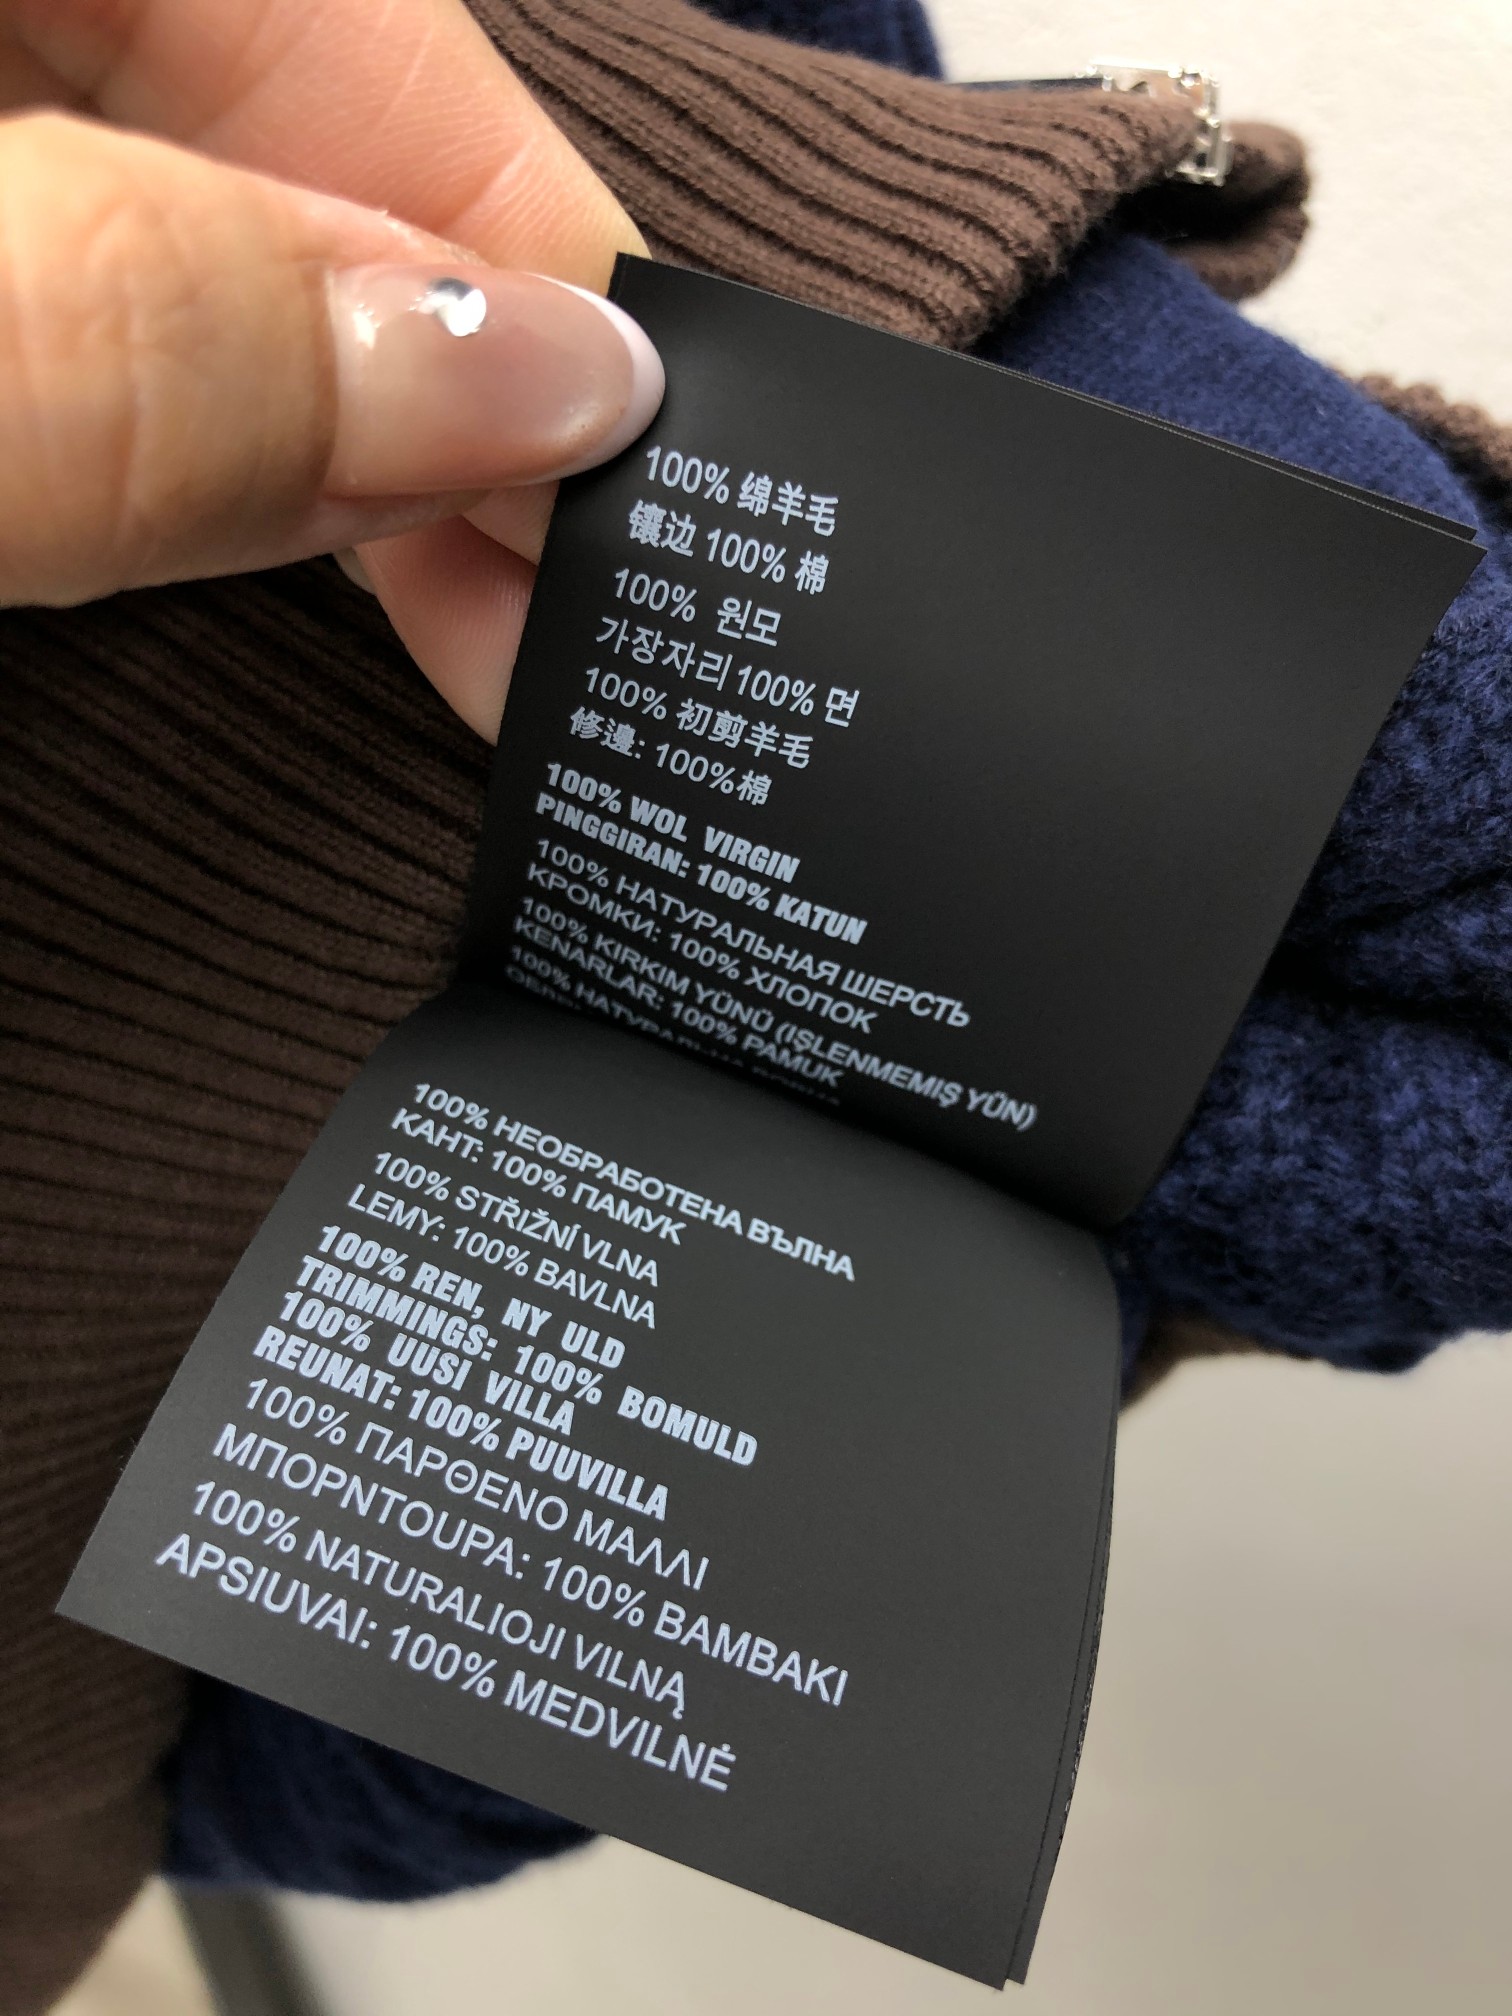 100% 绵羊毛
镶边 100% 棉
100% 원모
가장자리 100% 면
100% 初剪羊毛
修邊: 100%棉
100% WOL VIRGIN
PINGGIRAN: 100% KATUN
100% НАТУРАЛЬНАЯ ШЕРСТЬ
КРОМКИ: 100% ХЛОПОК
100% KIRKIM YÜNÜ (IŞLENMEMIŞ YÜN)
KENARLAR: 100% PAMUK
100% НАТУРАЛЬНА
100% НЕОБРАБОТЕНА ВЪЛНА
КАНТ: 100% ПАМУК
100% STŘIŽNÍ VLNA
LEMY: 100% BAVLNA
100% REN, NY ULD
TRIMMINGS: 100% BOMULD
100% UUSI VILLA
REUNAT: 100% PUUVILLA
100% ΠΑΡΘΕΝΟ ΜΑΛΛΙ
ΜΠΟΡΝΤΟΥΡΑ: 100% ΒΑΜΒΑΚΙ
100% NATURALIOJI VILNĄ
APSIUVAI: 100% MEDVILNĖ